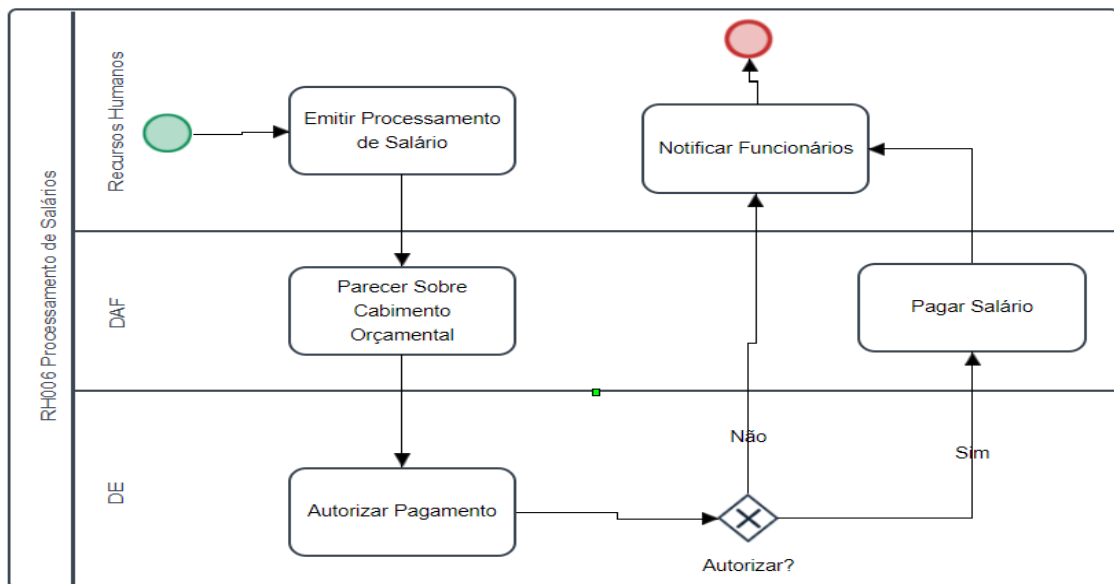 RH006 Processamento de Salários
Recursos Humanos
Emitir Processamento
de Salário
Notificar Funcionários
DAF
Parecer Sobre
Cabimento
Orçamental
Pagar Salário
DE
Autorizar Pagamento
Não
Sim
Autorizar?